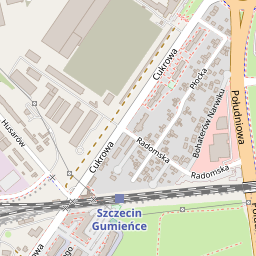 Cukrowa
Płocka
Husarów
Południowa
Bohaterów Narwiku
Radomska
Cukrowa
Radomska
Szczecin
Gumieńce